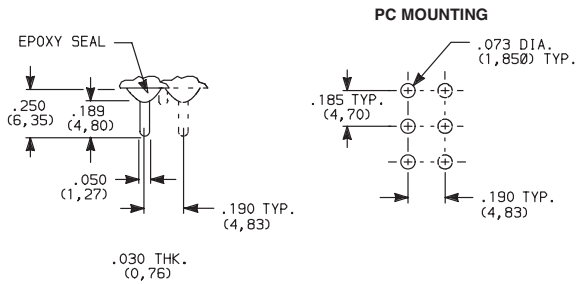 PC MOUNTING
EPOXY SEAL
.073 DIA.
(1,850) TYP.
.250
(6,35)
.189
(4,80)
.185 TYP.
(4,70)
.050
(1,27)
.190 TYP.
(4,83)
.190 TYP.
(4,83)
.030 THK.
(0,76)